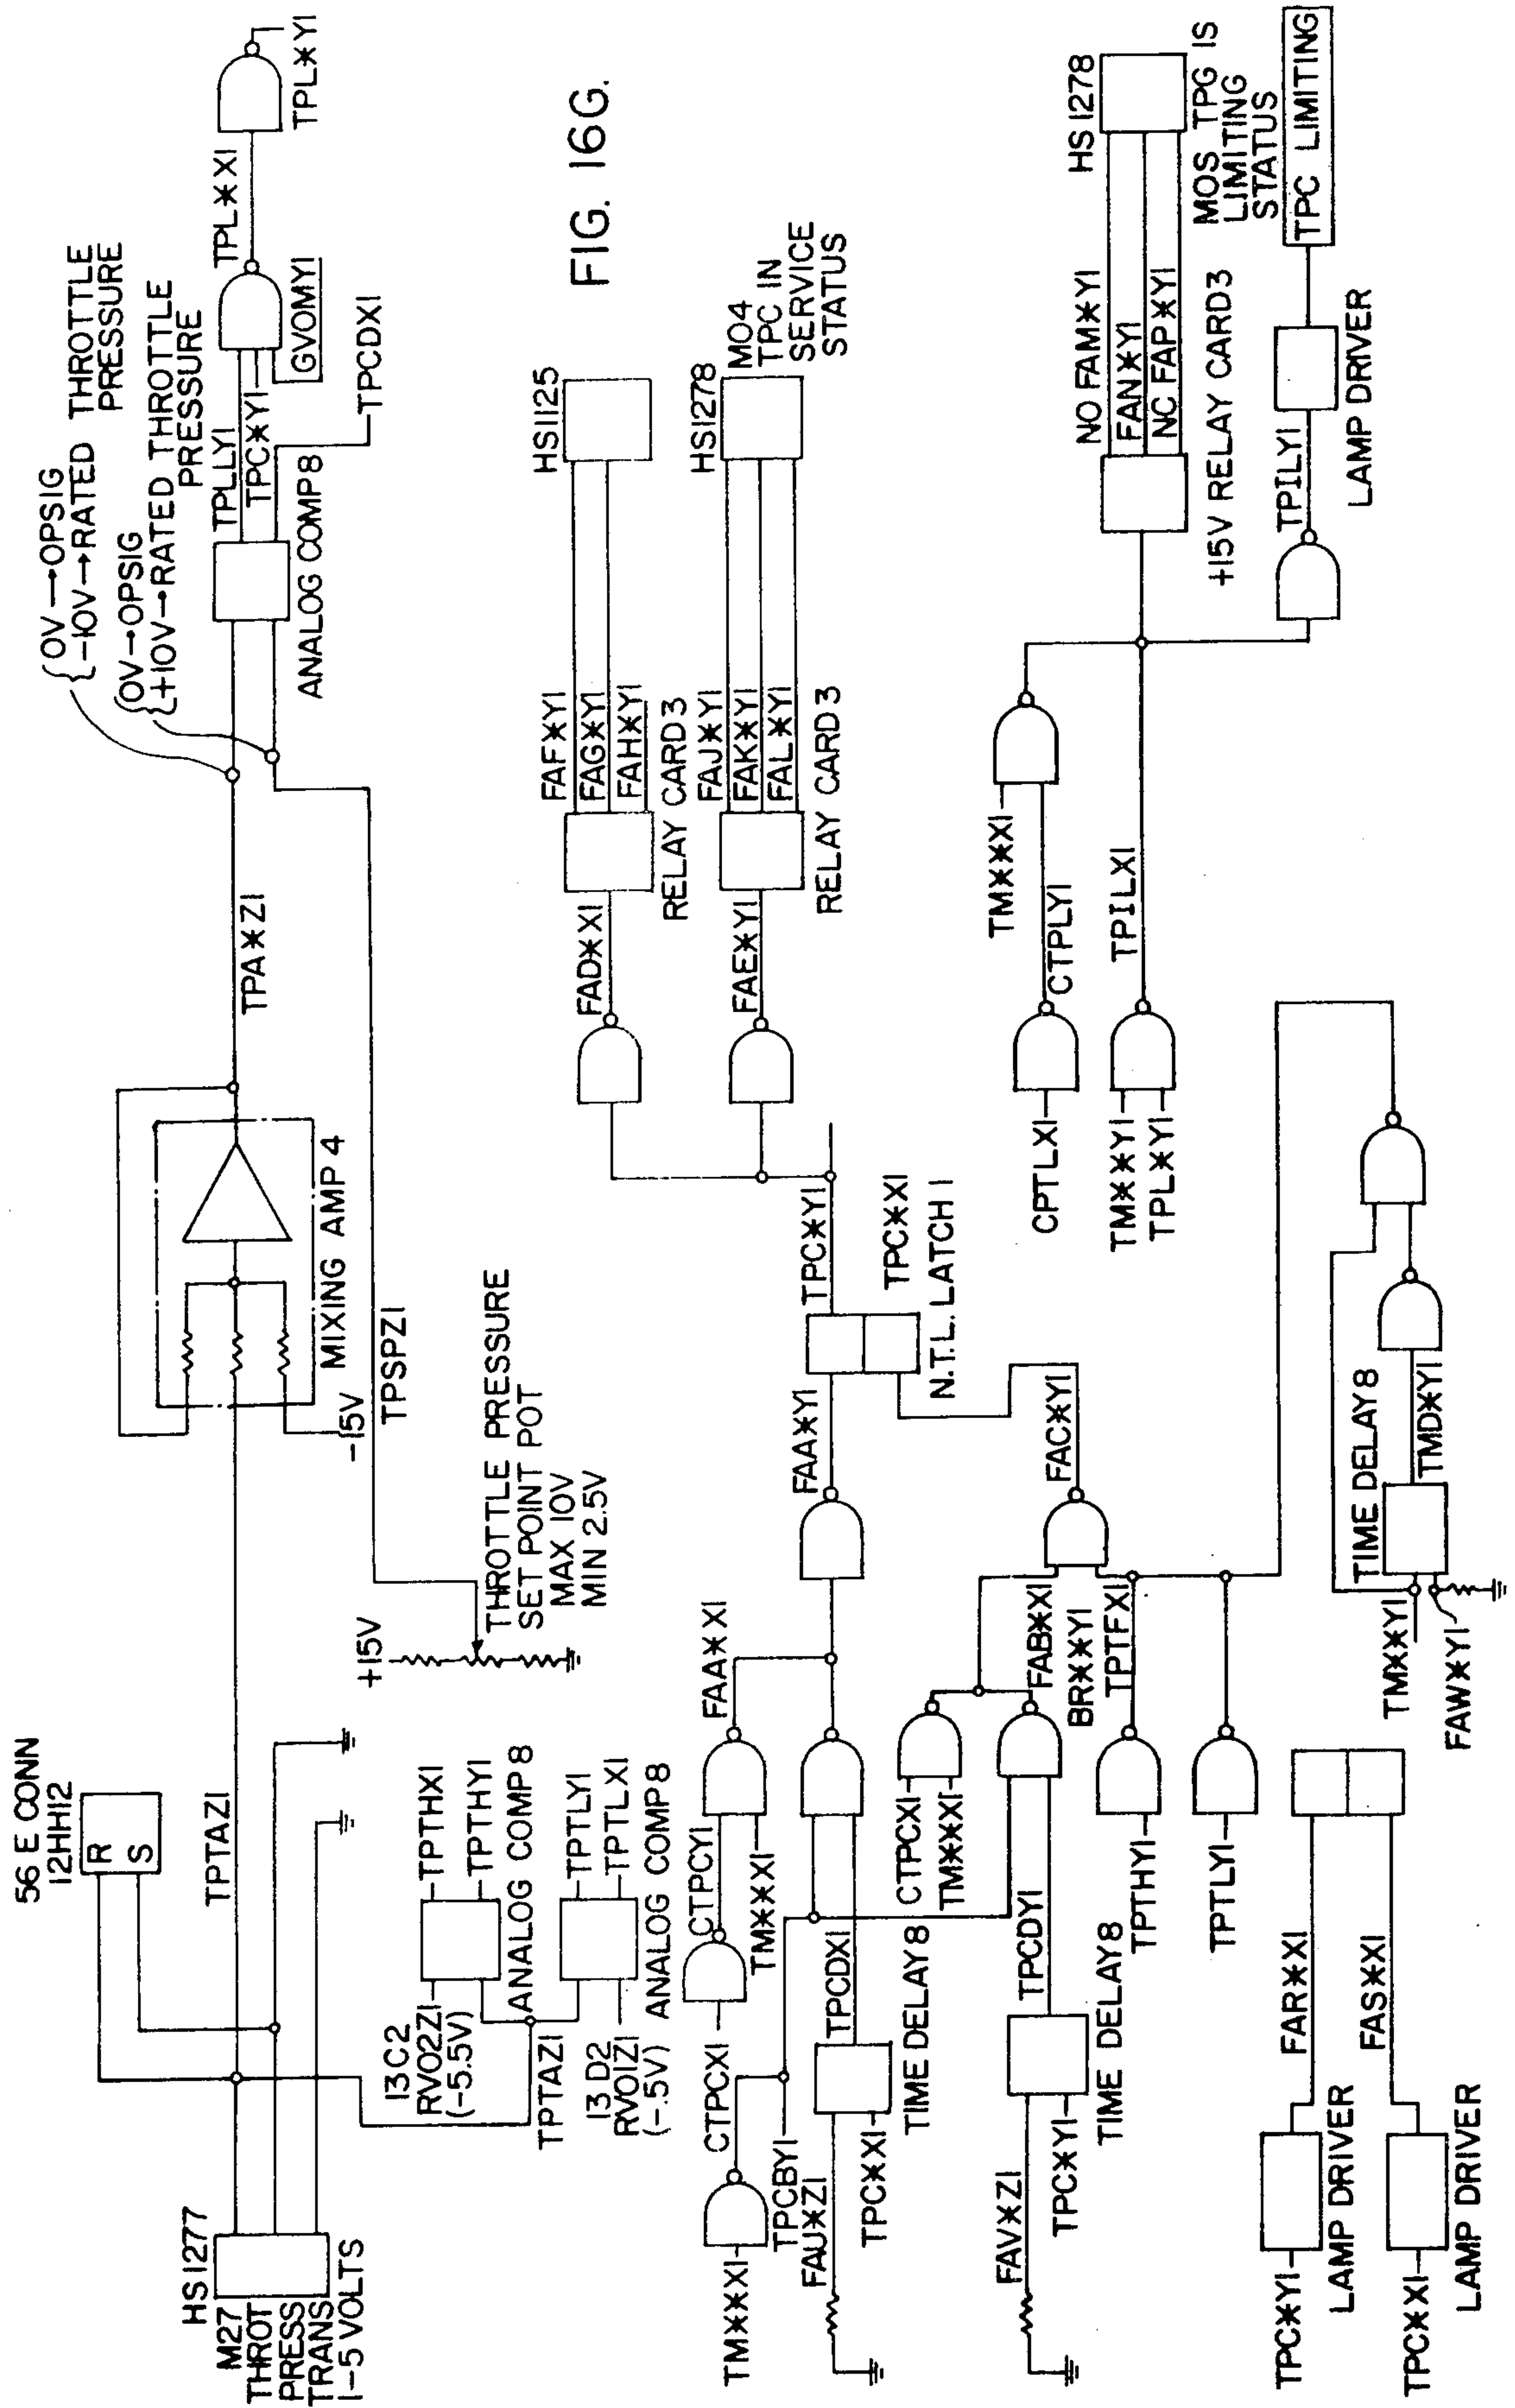 FIG. 16G.
HS1277
M27
THROT
PRESS
TRANS
1-5 VOLTS
56 E CONN
12HH12
R
S
TPTAZ1
13C2
RV02Z1
(-5.5V)
TPTHX1
TPTHY1
ANALOG COMP 8
TPTAZ1
13 D2
RV01Z1
(-.5V)
TPTLY1
TPTLX1
ANALOG COMP 8
+15V
THROTTLE PRESSURE
SET POINT POT
MAX 10V
MIN 2.5V
TPSPZ1
-15V
MIXING AMP 4
TPA*Z1
{0V→0PSIG
{-10V→RATED THROTTLE
PRESSURE
{0V→0PSIG
{+10V→RATED THROTTLE
PRESSURE
ANALOG COMP 8
TPLLY1
TPC*Y1
GVOMY1
TPCDX1
TPL*X1
TPL*Y1
TM**X1
CTPCX1
CTPCY1
TM**X1
FAA*X1
TPCBY1
FAU*Z1
TPC*X1
TPCDX1
TIME DELAY 8
FAV*Z1
TPC*Y1
TPCDY1
TIME DELAY 8
CTPCX1
TM**X1
FAB*X1
BR**Y1
TPTFX1
TPTHY1
TPTLY1
FAA*Y1
FAC*Y1
TPC*Y1
TPC*X1
N.T.L. LATCH 1
FAD*X1
FAE*Y1
FAF*Y1
FAG*Y1
FAH*Y1
RELAY CARD 3
HS1125
FAJ*Y1
FAK*Y1
FAL*Y1
RELAY CARD 3
HS1278
M04
TPC IN
SERVICE
STATUS
CPTLX1
CTPLY1
TM**X1
TM**Y1
TPL*Y1
TPILX1
NO FAM*Y1
FAN*Y1
NC FAP*Y1
HS 1278
+15V RELAY CARD 3
MOS TPG IS
LIMITING
STATUS
TPILY1
LAMP DRIVER
TPC LIMITING
TM**Y1
FAW*Y1
TIME DELAY 8
TMD*Y1
TPC*Y1
LAMP DRIVER
FAR*X1
TPC*X1
LAMP DRIVER
FAS*X1